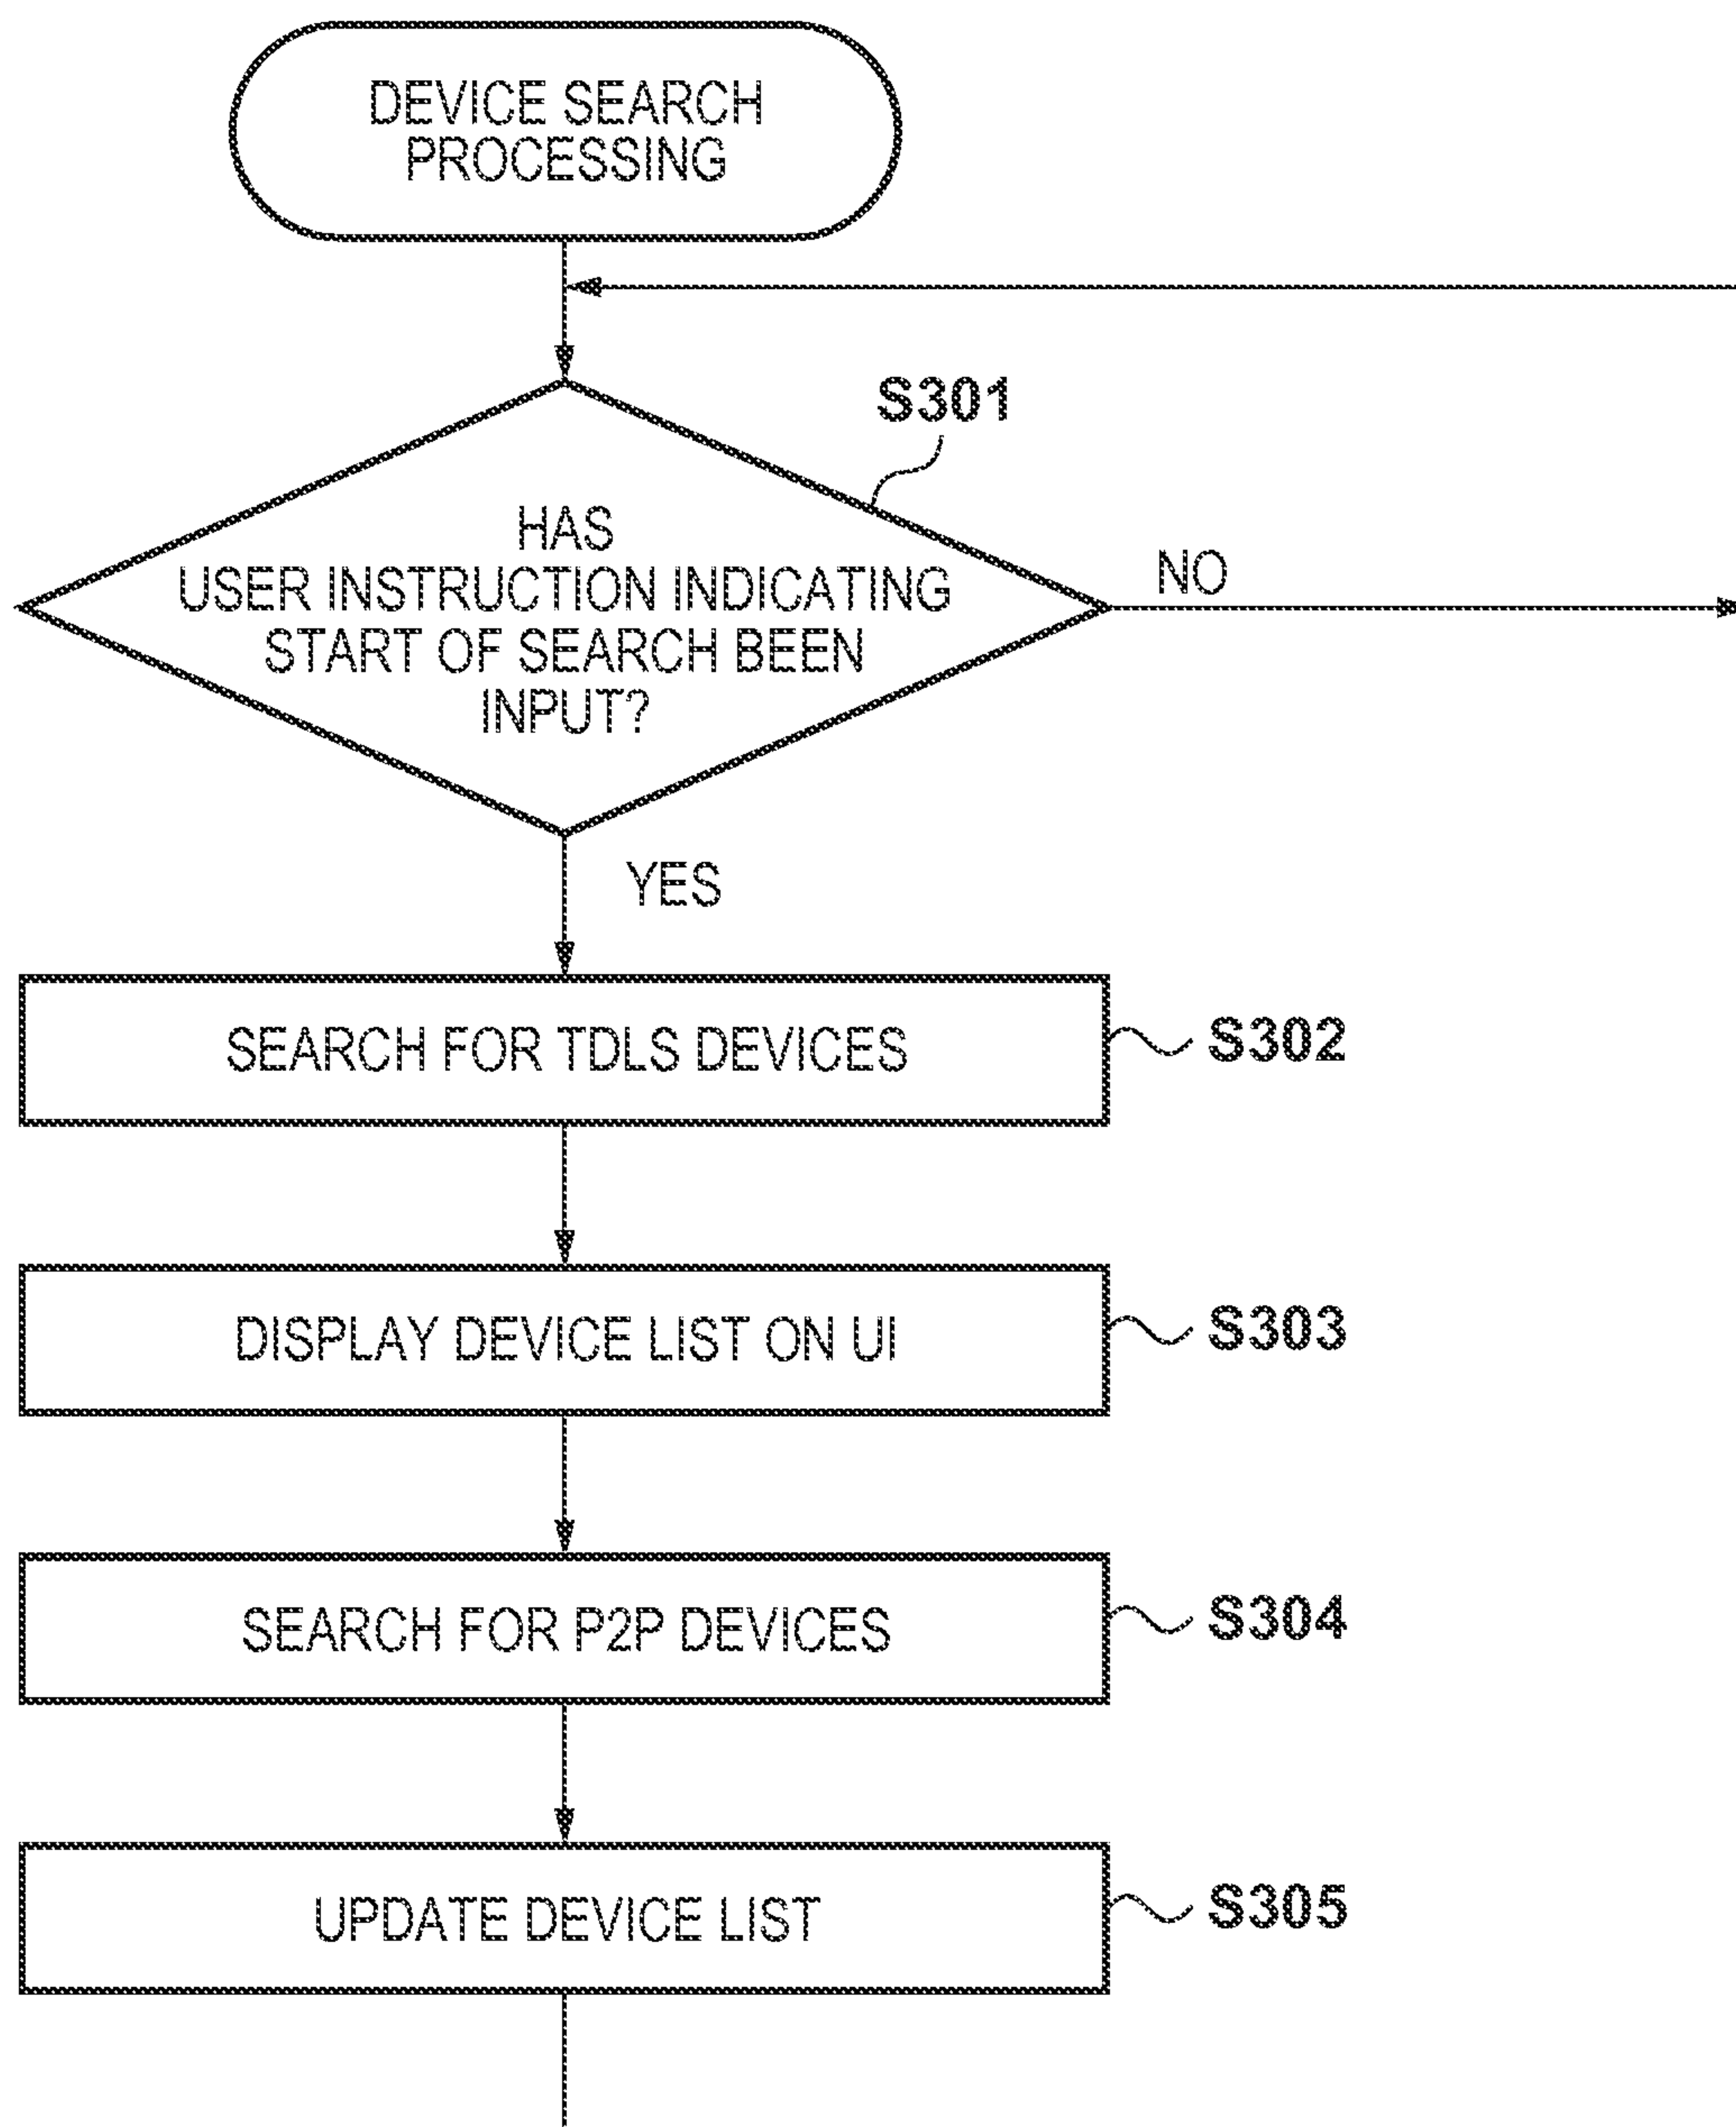 DEVICE SEARCH
PROCESSING
S301
HAS
USER INSTRUCTION INDICATING
START OF SEARCH BEEN
INPUT?
NO
YES
SEARCH FOR TDLS DEVICES
S302
DISPLAY DEVICE LIST ON UI
S303
SEARCH FOR P2P DEVICES
S304
UPDATE DEVICE LIST
S305